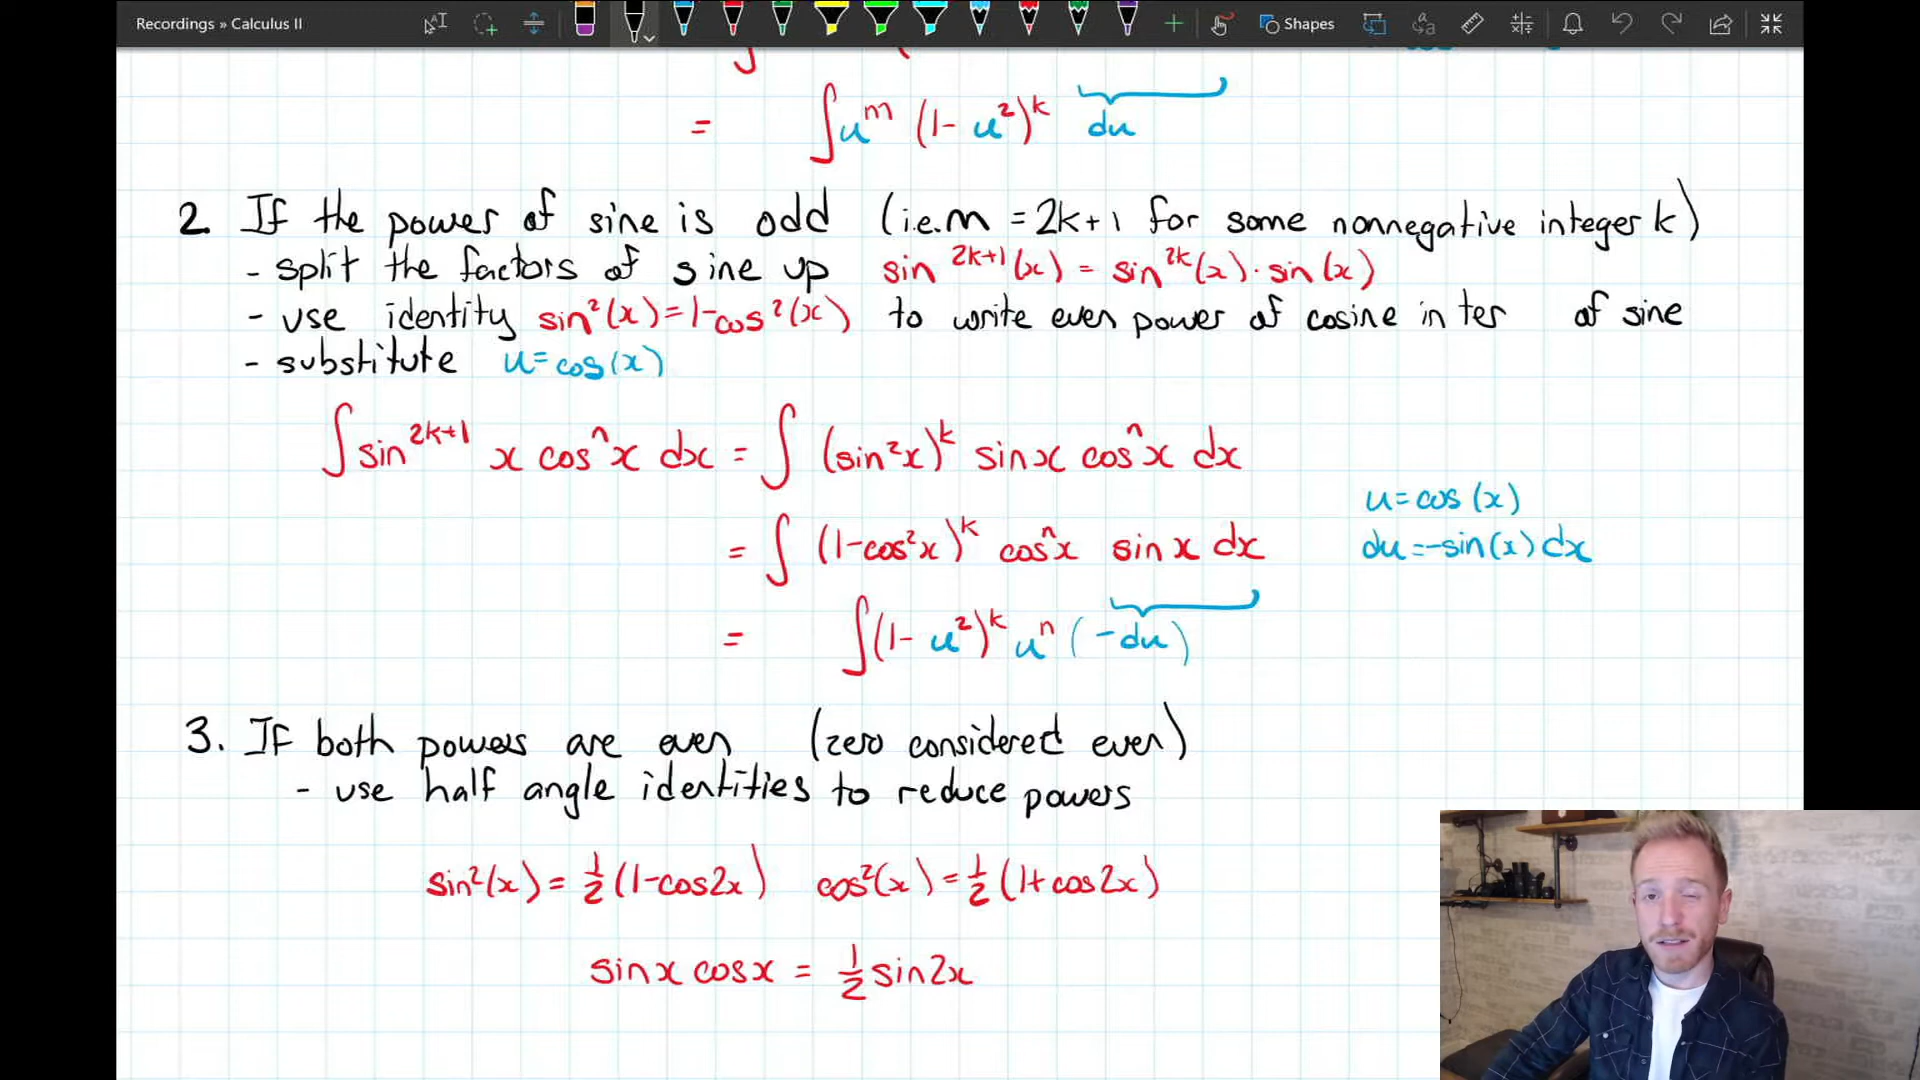 Recordings » Calculus II
Shapes
= ∫u^m (1-u²)^k du
2. If the power of sine is odd (i.e. m = 2k+1 for some nonnegative integer k)
- split the factors of sine up sin^2k+1(x) = sin^2k(x)·sin(x)
- use identity sin²(x)=1-cos²(x) to write even power of cosine in ter of sine
- substitute u=cos(x)
∫sin^2k+1 x cos^n x dx = ∫ (sin²x)^k sinx cos^n x dx
u=cos(x)
= ∫ (1-cos²x)^k cos^n x sin x dx
du=-sin(x)dx
= ∫(1-u²)^k u^n (-du)
3. If both powers are even (zero considered even)
- use half angle identities to reduce powers
sin²(x)=½(1-cos2x) cos²(x)=½(1+cos2x)
sinx cosx = ½ sin2x